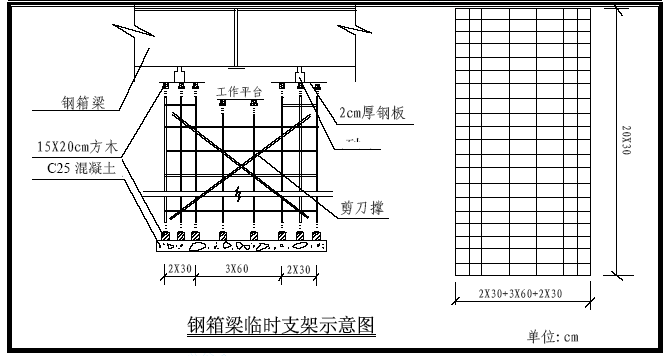 工作平台
钢箱梁
2cm厚钢板
15X20cm方木
C25 混凝土
剪刀撑
20X30
2X30
3X60
2X30
2X30+3X60+2X30
钢箱梁临时支架示意图
单位: cm